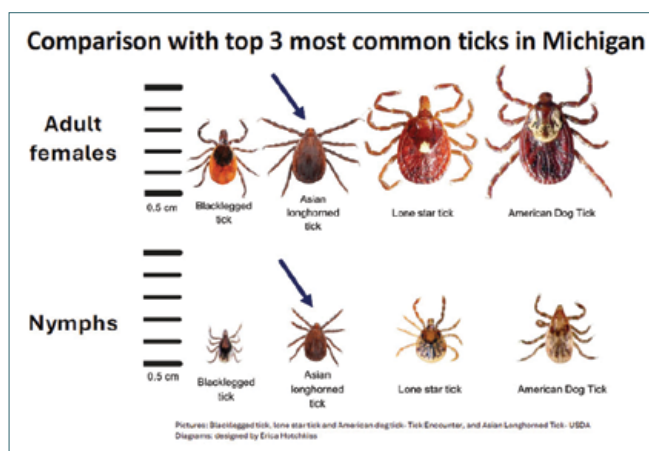 Comparison with top 3 most common ticks in Michigan
Adult
females
0.5 cm
Blacklegged
tick
Asian
longhorned
tick
Lone star tick
American Dog Tick
Nymphs
0.5 cm
Blacklegged
tick
Asian
longhorned
tick
Lone star tick
American Dog Tick
Pictures: Blacklegged tick, lone star tick and American dog tick- Tick Encounter, and Asian Longhorned Tick- USDA
Diagrams: designed by Erica Hotchkiss